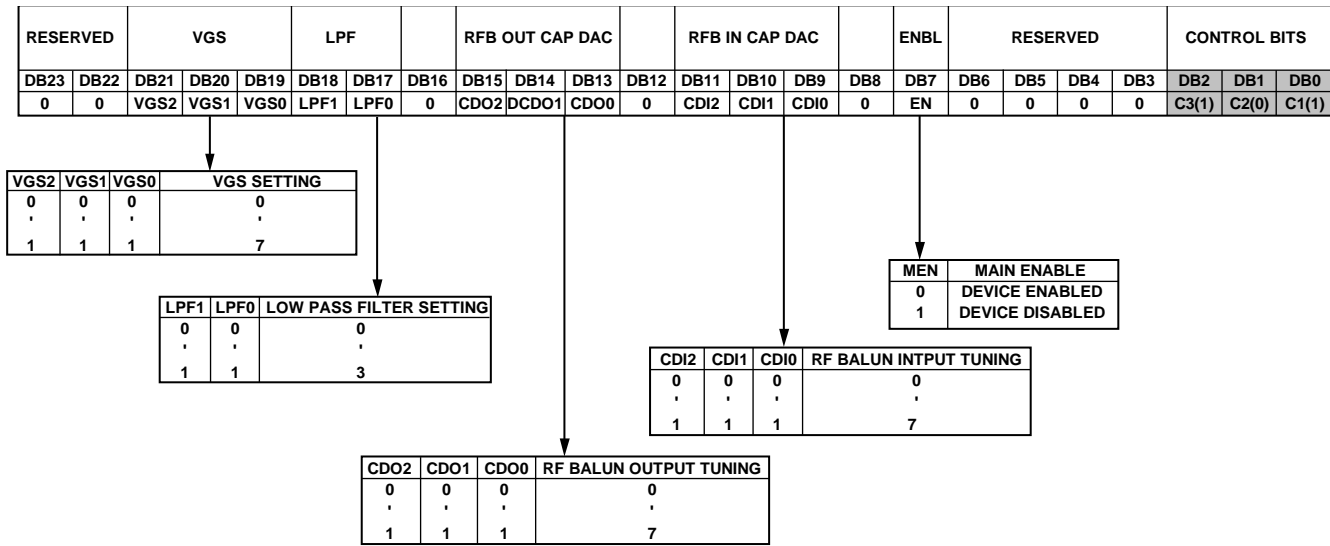 RESERVED VGS LPF RFB OUT CAP DAC RFB IN CAP DAC ENBL RESERVED CONTROL BITS
DB23 DB22 DB21 DB20 DB19 DB18 DB17 DB16 DB15 DB14 DB13 DB12 DB11 DB10 DB9 DB8 DB7 DB6 DB5 DB4 DB3 DB2 DB1 DB0
0 0 VGS2 VGS1 VGS0 LPF1 LPF0 0 CDO2 DCDO1 CDO0 0 CDI2 CDI1 CDI0 0 EN 0 0 0 0 C3(1) C2(0) C1(1)
VGS2 VGS1 VGS0 VGS SETTING
0 0 0 0
' ' ' '
1 1 1 7
MEN MAIN ENABLE
0 DEVICE ENABLED
1 DEVICE DISABLED
LPF1 LPF0 LOW PASS FILTER SETTING
0 0 0
' ' '
1 1 3
CDI2 CDI1 CDI0 RF BALUN INTPUT TUNING
0 0 0 0
' ' ' '
1 1 1 7
CDO2 CDO1 CDO0 RF BALUN OUTPUT TUNING
0 0 0 0
' ' ' '
1 1 1 7